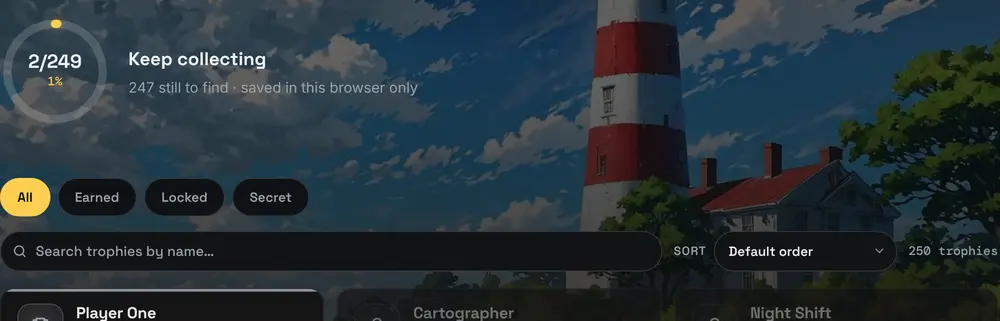 2/249
1%
Keep collecting
247 still to find · saved in this browser only
All Earned Locked Secret
Search trophies by name...
SORT Default order 250 trophies
Player One Cartographer Night Shift